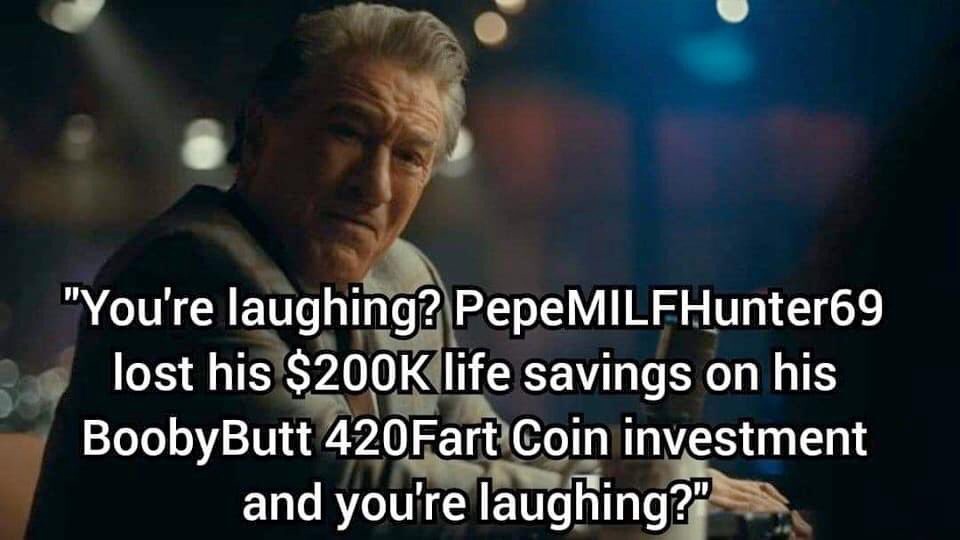 "You're laughing? PepeMILFHunter69
lost his $200K life savings on his
BoobyButt 420Fart Coin investment
and you're laughing?"